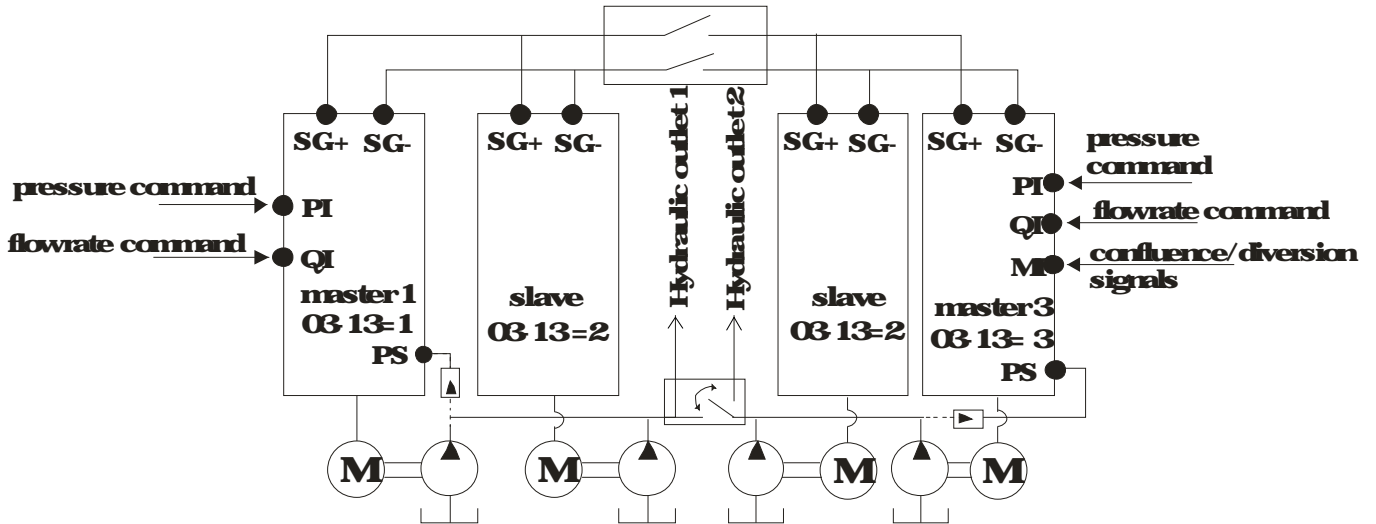 SG+ SG-
SG+ SG-
SG+ SG-
SG+ SG-
pressure command
PI
flowrate command
QI
master 1
03-13=1
PS
slave
03-13=2
Hydraulic outlet 1
Hydraulic outlet 2
slave
03-13=2
pressure
command
PI
flowrate command
QI
confluence/diversion
signals
MI
master 3
03-13= 3
PS
M
M
M
M